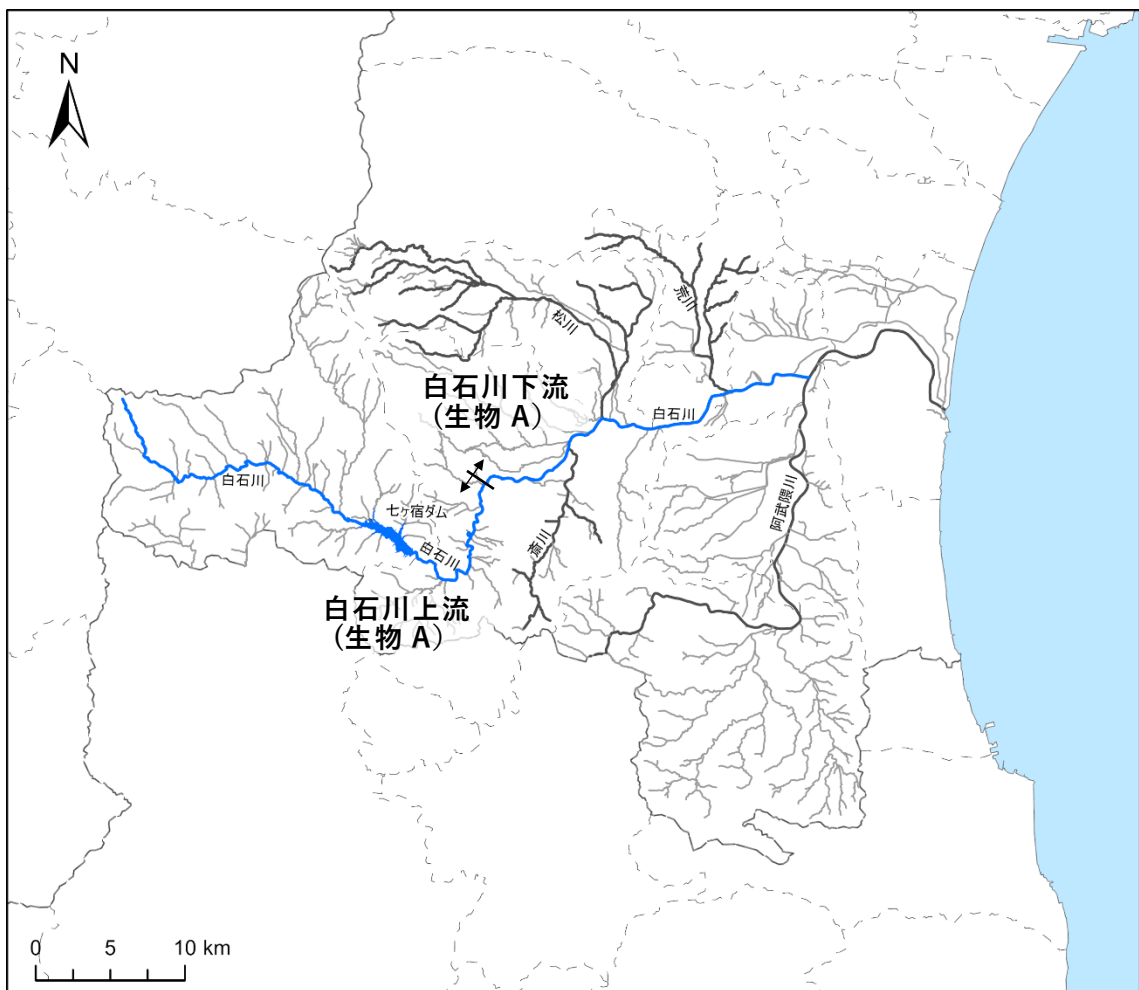 N
荒川
松川
白石川下流
(生物 A)
白石川
白石川
七ヶ宿ダム
阿武隈川
白石川
斎川
白石川上流
(生物 A)
0 5 10 km